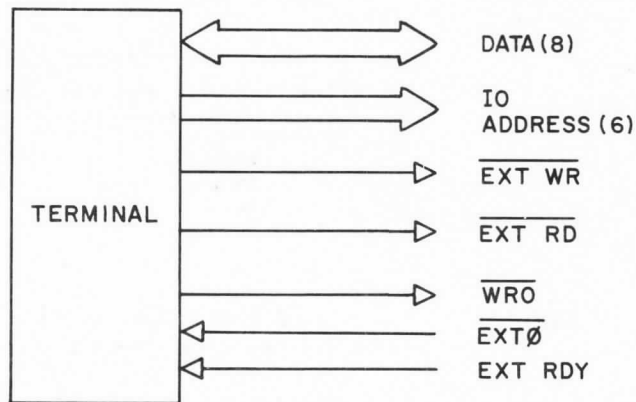 DATA (8)
IO
ADDRESS (6)
EXT WR
TERMINAL
EXT RD
WRO
EXTØ
EXT RDY